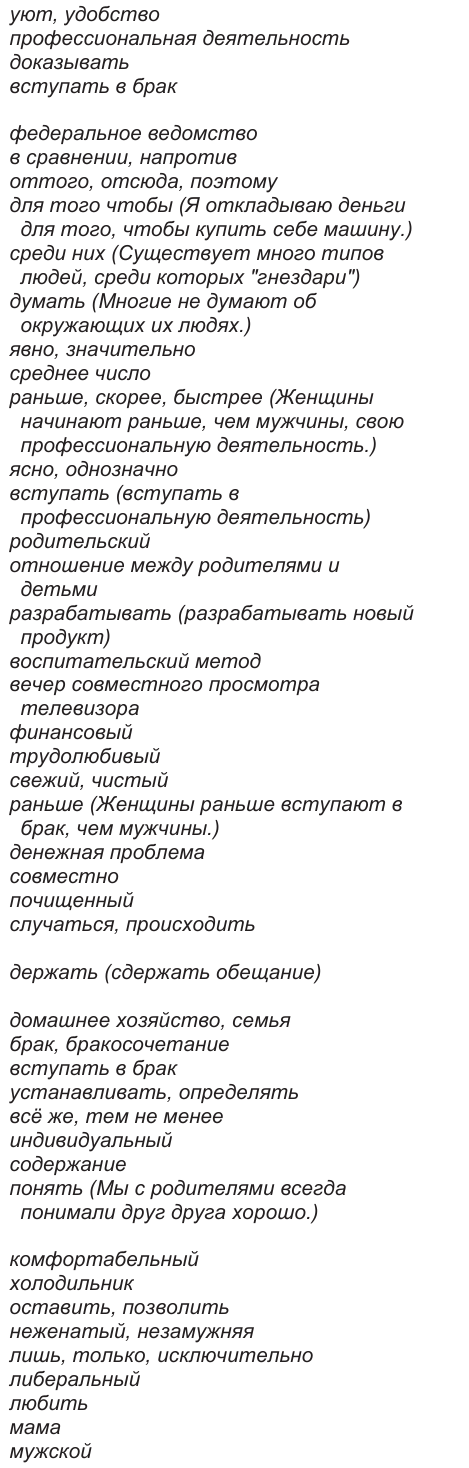 уют, удобство
профессиональная деятельность
доказывать
вступать в брак
федеральное ведомство
в сравнении, напротив
оттого, отсюда, поэтому
для того чтобы (Я откладываю деньги
для того, чтобы купить себе машину.)
среди них (Существует много типов
людей, среди которых "гнездари")
думать (Многие не думают об
окружающих их людях.)
явно, значительно
среднее число
раньше, скорее, быстрее (Женщины
начинают раньше, чем мужчины, свою
профессиональную деятельность.)
ясно, однозначно
вступать (вступать в
профессиональную деятельность)
родительский
отношение между родителями и
детьми
разрабатывать (разрабатывать новый
продукт)
воспитательский метод
вечер совместного просмотра
телевизора
финансовый
трудолюбивый
свежий, чистый
раньше (Женщины раньше вступают в
брак, чем мужчины.)
денежная проблема
совместно
почищенный
случаться, происходить
держать (сдержать обещание)
домашнее хозяйство, семья
брак, бракосочетание
вступать в брак
устанавливать, определять
всё же, тем не менее
индивидуальный
содержание
понять (Мы с родителями всегда
понимали друг друга хорошо.)
комфортабельный
холодильник
оставить, позволить
неженатый, незамужняя
лишь, только, исключительно
либеральный
любить
мама
мужской